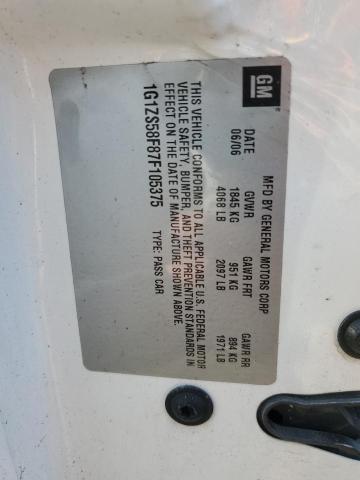 GM
MFD BY GENERAL MOTORS CORP
DATE GVWR GAWR FRT GAWR RR
06/06 1845 KG 951 KG 894 KG
4068 LB 2097 LB 1971 LB
THIS VEHICLE CONFORMS TO ALL APPLICABLE U.S. FEDERAL MOTOR
VEHICLE SAFETY, BUMPER, AND THEFT PREVENTION STANDARDS IN
EFFECT ON THE DATE OF MANUFACTURE SHOWN ABOVE.
1G1ZS58F87F105375 TYPE: PASS CAR